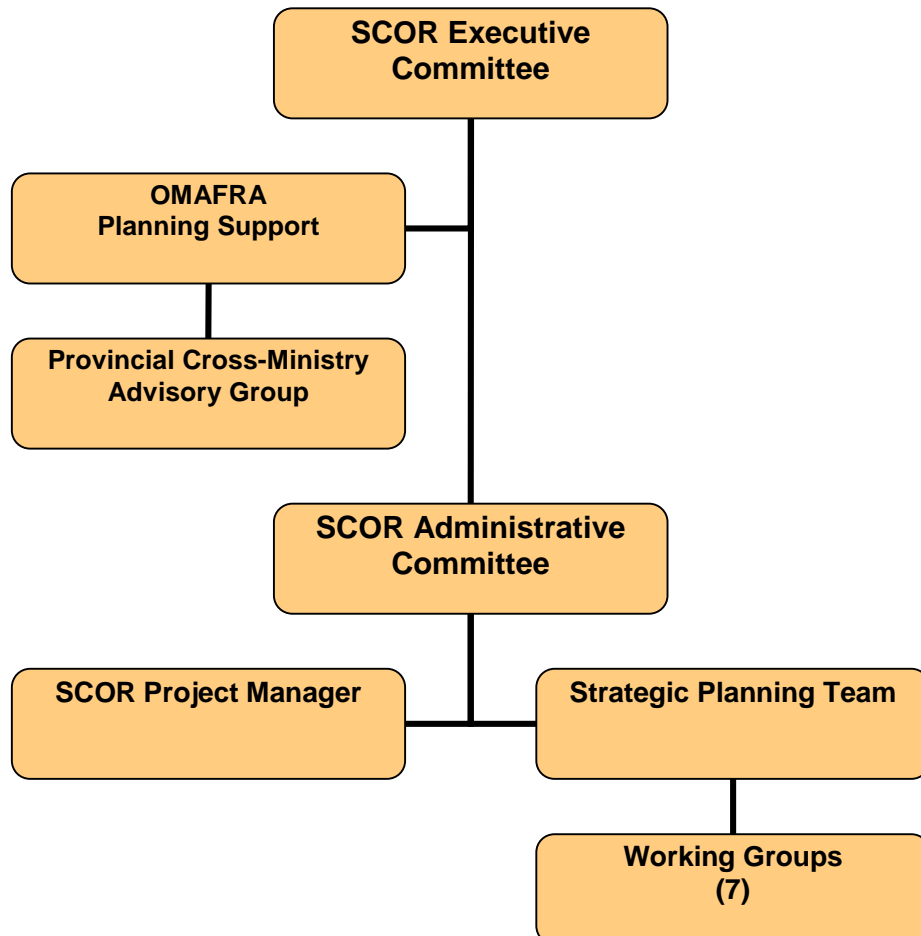 SCOR Executive
Committee
OMAFRA
Planning Support
Provincial Cross-Ministry
Advisory Group
SCOR Administrative
Committee
SCOR Project Manager
Strategic Planning Team
Working Groups
(7)